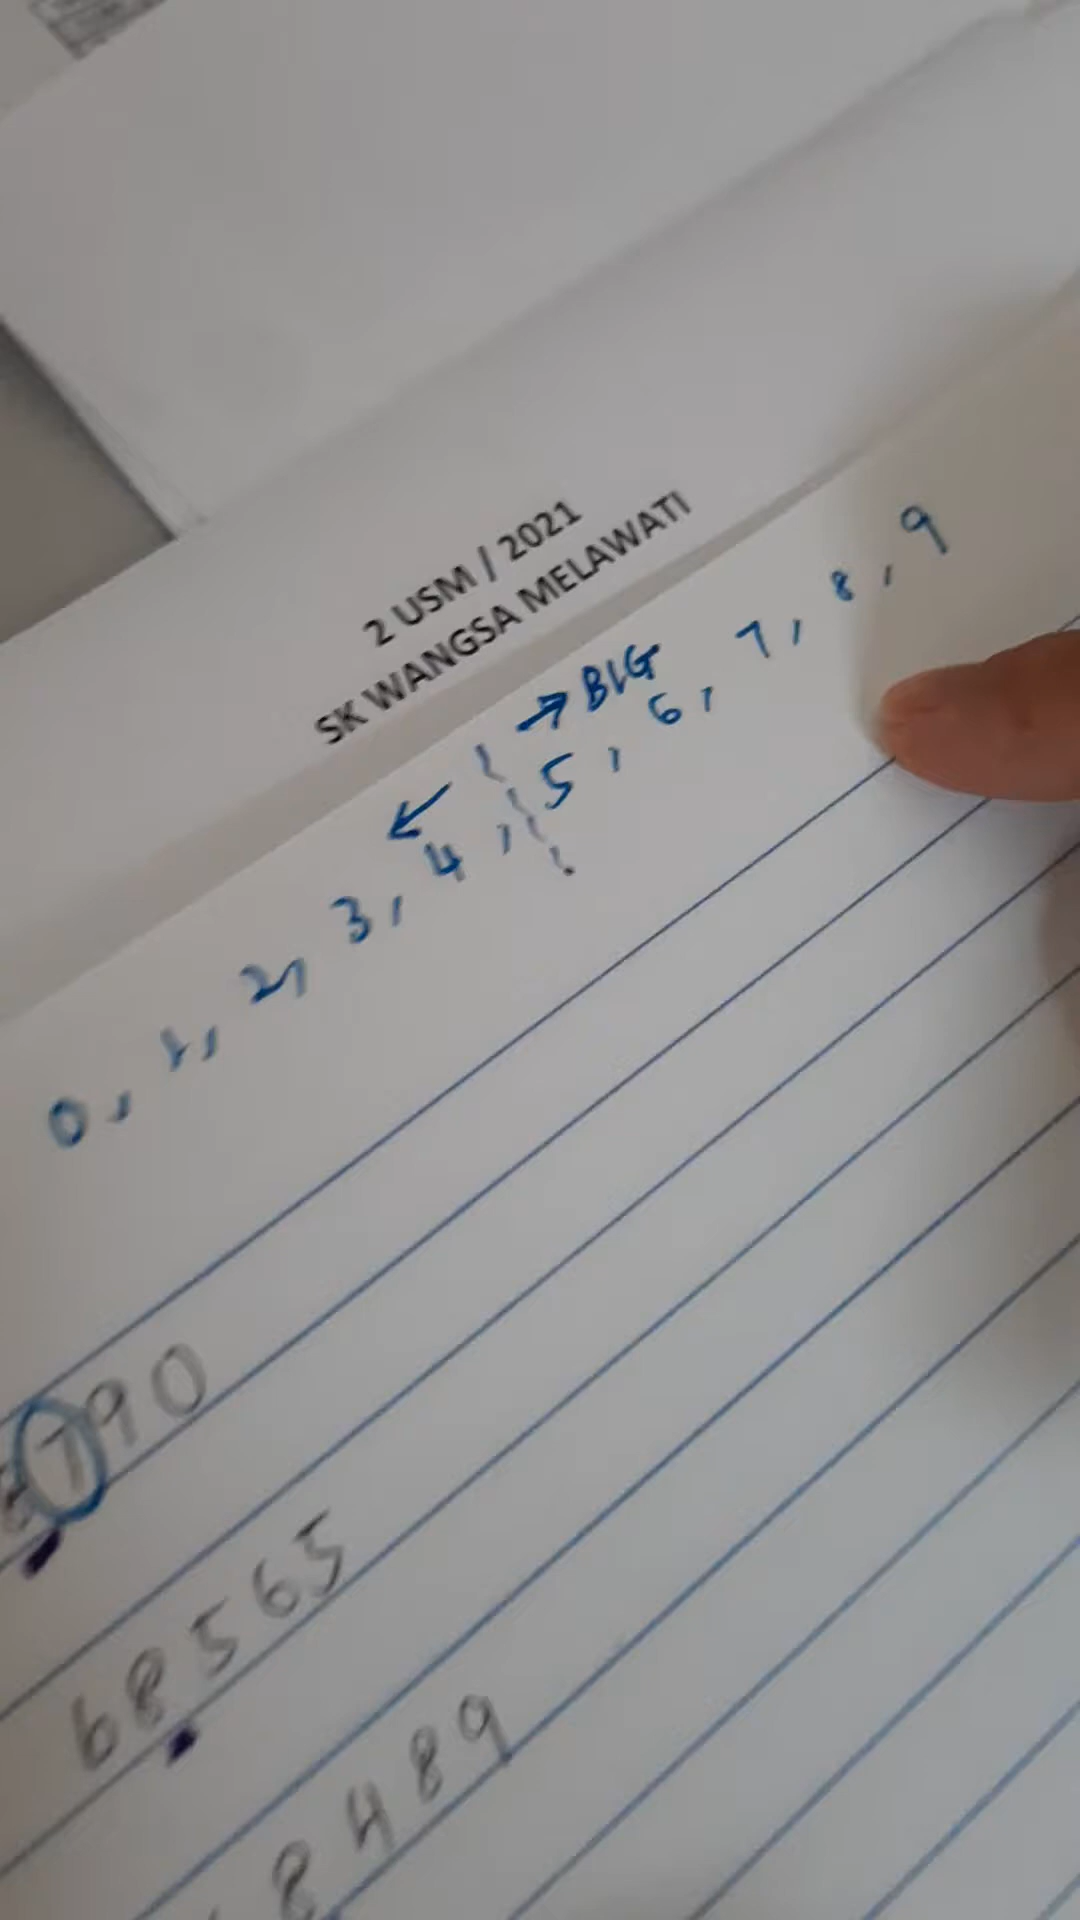 2 USM / 2021
SK WANGSA MELAWATI
← → BIG
0, 1, 2, 3, 4, 5, 6, 7, 8, 9
790
68565
8489